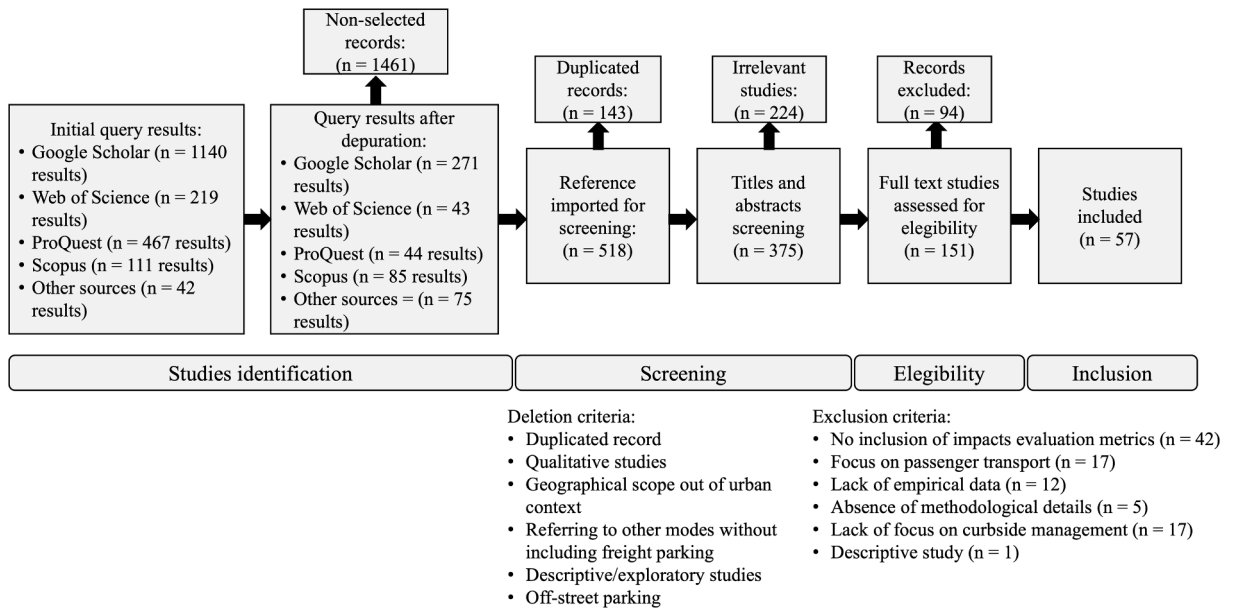 Non-selected
records:
(n = 1461)
Duplicated
records:
(n = 143)
Irrelevant
studies:
(n = 224)
Records
excluded:
(n = 94)
Initial query results:
• Google Scholar (n = 1140
results)
• Web of Science (n = 219
results)
• ProQuest (n = 467 results)
• Scopus (n = 111 results)
• Other sources (n = 42
results)
Query results after
depuration:
• Google Scholar (n = 271
results)
• Web of Science (n = 43
results)
• ProQuest (n = 44 results)
• Scopus (n = 85 results)
• Other sources = (n = 75
results)
Reference
imported for
screening:
(n = 518)
Titles and
abstracts
screening
(n = 375)
Full text studies
assessed for
elegibility
(n = 151)
Studies
included
(n = 57)
Studies identification
Screening
Elegibility
Inclusion
Deletion criteria:
• Duplicated record
• Qualitative studies
• Geographical scope out of urban
context
• Referring to other modes without
including freight parking
• Descriptive/exploratory studies
• Off-street parking
Exclusion criteria:
• No inclusion of impacts evaluation metrics (n = 42)
• Focus on passenger transport (n = 17)
• Lack of empirical data (n = 12)
• Absence of methodological details (n = 5)
• Lack of focus on curbside management (n = 17)
• Descriptive study (n = 1)